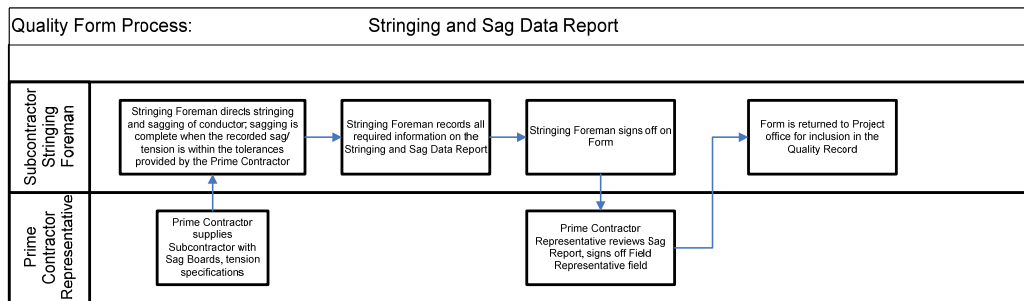 Quality Form Process: Stringing and Sag Data Report
Subcontractor
Stringing
Foreman
Stringing Foreman directs stringing
and sagging of conductor; sagging is
complete when the recorded sag/
tension is within the tolerances
provided by the Prime Contractor
Stringing Foreman records all
required information on the
Stringing and Sag Data Report
Stringing Foreman signs off on
Form
Form is returned to Project
office for inclusion in the
Quality Record
Prime
Contractor
Representative
Prime Contractor
supplies
Subcontractor with
Sag Boards, tension
specifications
Prime Contractor
Representative reviews Sag
Report, signs off Field
Representative field